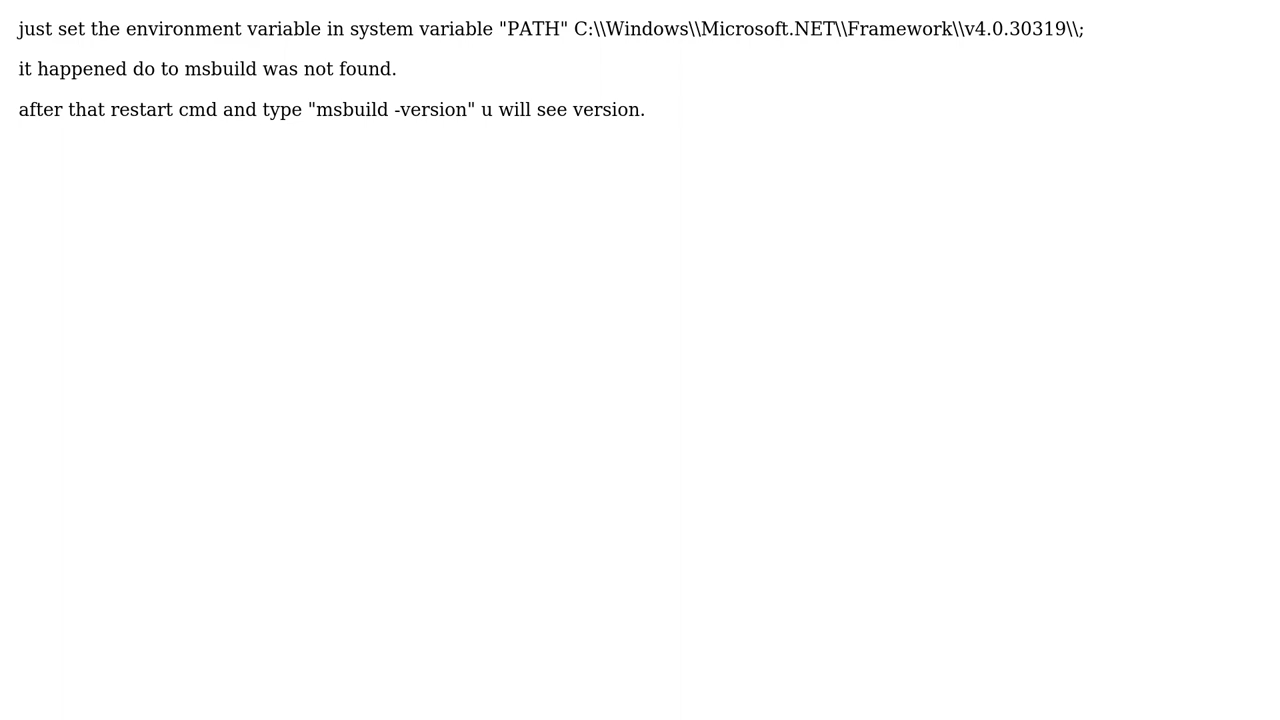 just set the environment variable in system variable "PATH" C:\\Windows\\Microsoft.NET\\Framework\\v4.0.30319\\;
it happened do to msbuild was not found.
after that restart cmd and type "msbuild -version" u will see version.